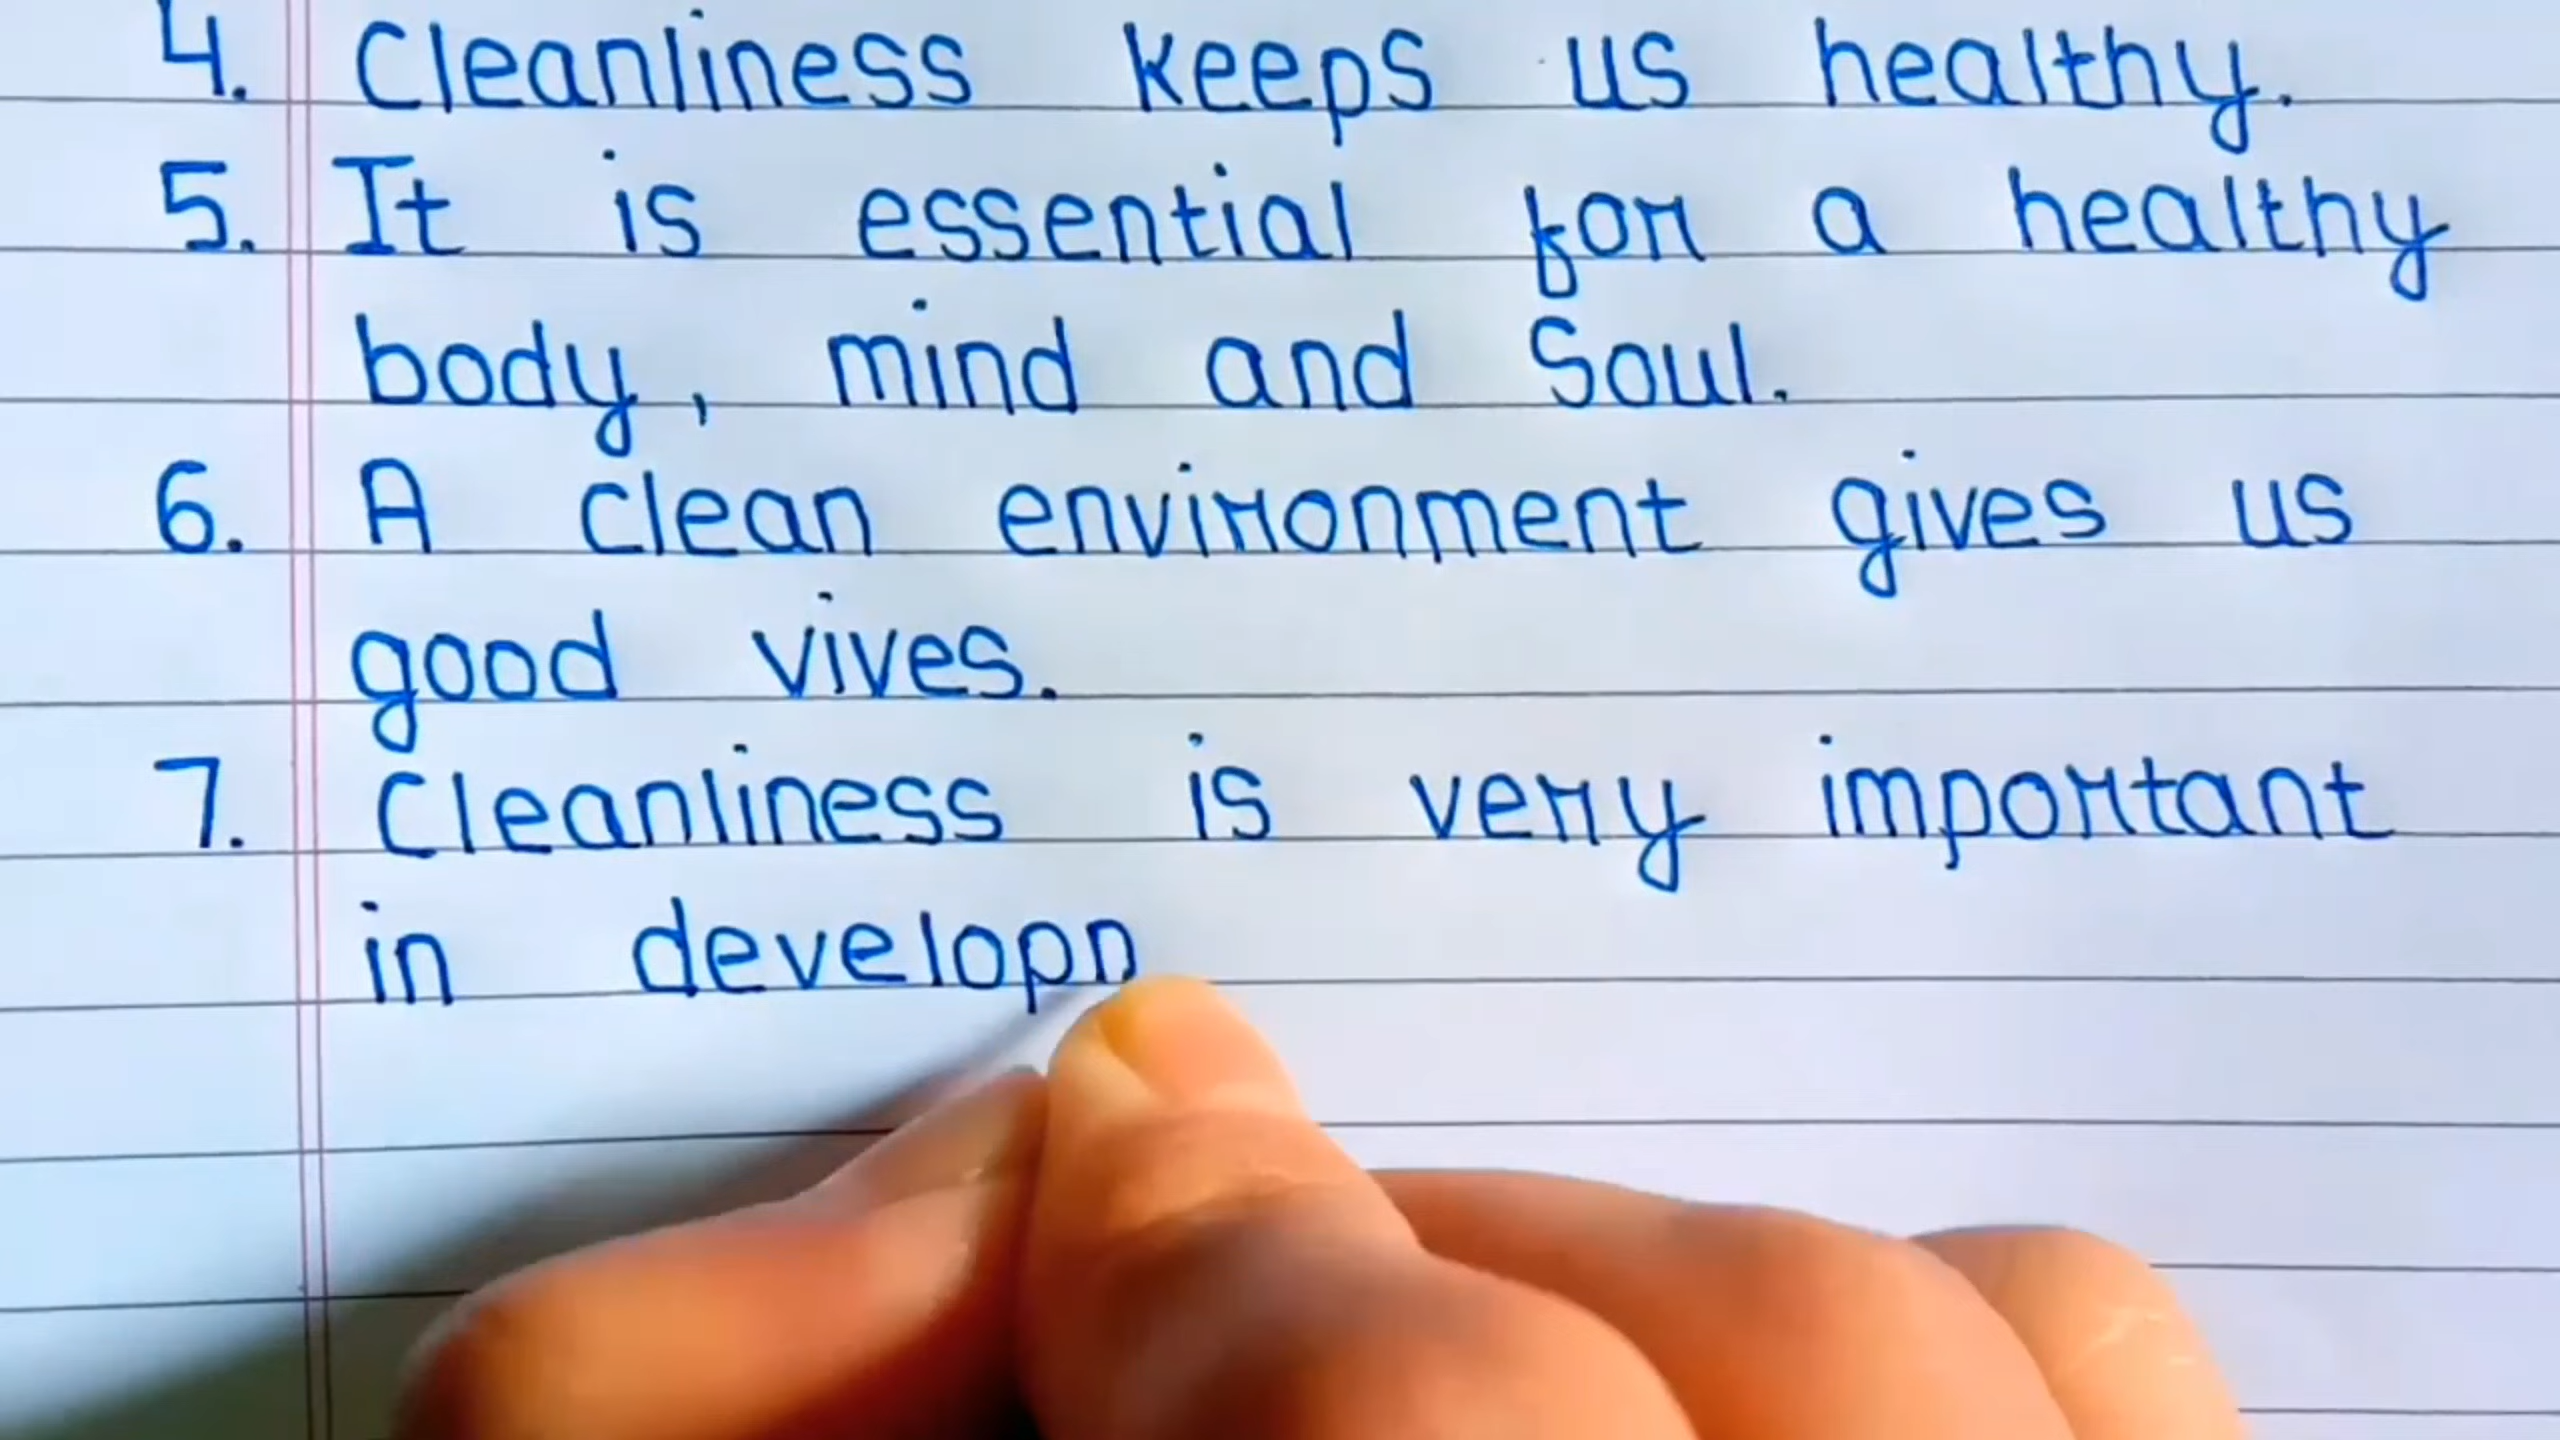 4. Cleanliness keeps us healthy.
5. It is essential for a healthy
body, mind and Soul.
6. A clean environment gives us
good vives.
7. Cleanliness is very important
in developn